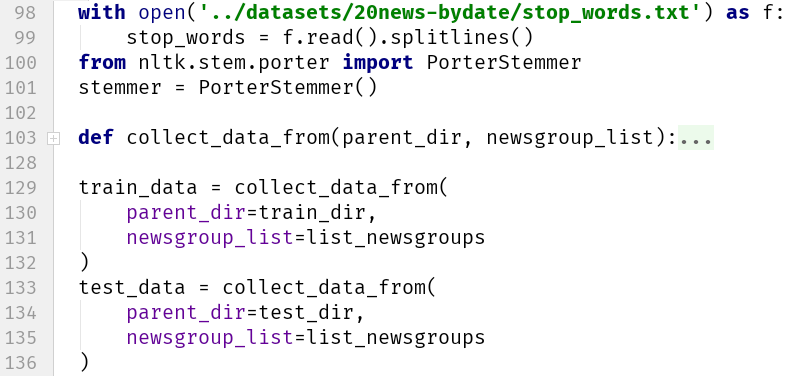 98 with open('../datasets/20news-bydate/stop_words.txt') as f:
99     stop_words = f.read().splitlines()
100 from nltk.stem.porter import PorterStemmer
101 stemmer = PorterStemmer()
102
103 def collect_data_from(parent_dir, newsgroup_list):...
128
129 train_data = collect_data_from(
130     parent_dir=train_dir,
131     newsgroup_list=list_newsgroups
132 )
133 test_data = collect_data_from(
134     parent_dir=test_dir,
135     newsgroup_list=list_newsgroups
136 )